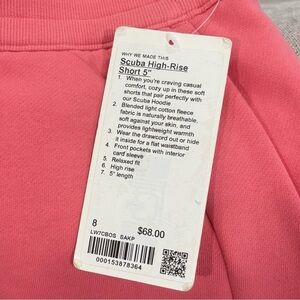 WHY WE MADE THIS
Scuba High-Rise
Short 5"
1. When you're craving casual
comfort, cozy up in these soft
shorts that pair perfectly with
our Scuba Hoodie
2. Blended light cotton fleece
fabric is naturally breathable,
soft against your skin, and
provides lightweight warmth
3. Wear the drawcord out or hide
it inside for a flat waistband
4. Front pockets with interior
card sleeve
5. Relaxed fit
6. High rise
7. 5" length
8 $68.00
LW7CBOS SAKP
000153878364